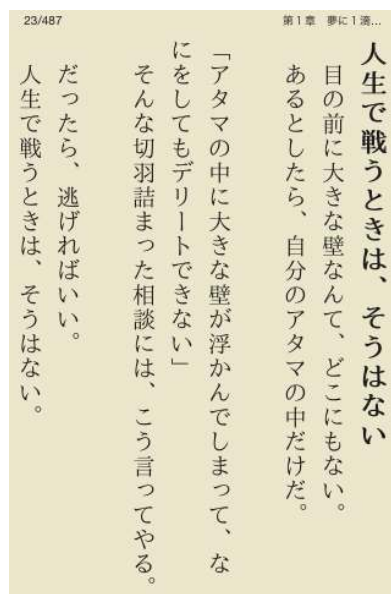 23/487
第1章 夢に1滴…
人生で戦うときは、そうはない
目の前に大きな壁なんて、どこにもない。
あるとしたら、自分のアタマの中だけだ。
「アタマの中に大きな壁が浮かんでしまって、な
にをしてもデリートできない」
そんな切羽詰まった相談には、こう言ってやる。
だったら、逃げればいい。
人生で戦うときは、そうはない。